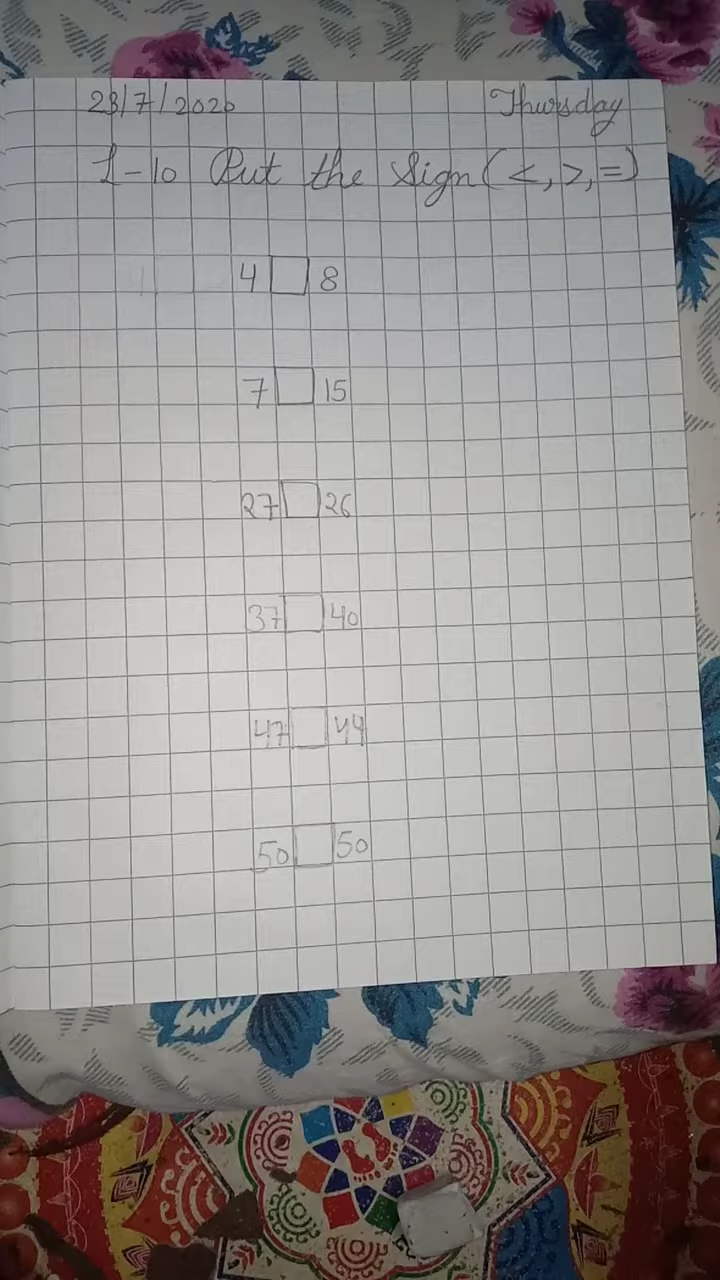 23/7/2020 Thursday
L-10 Put the Sign (<, >, =)
4 □ 8
7 □ 15
27 □ 26
37 □ 40
47 □ 44
50 □ 50